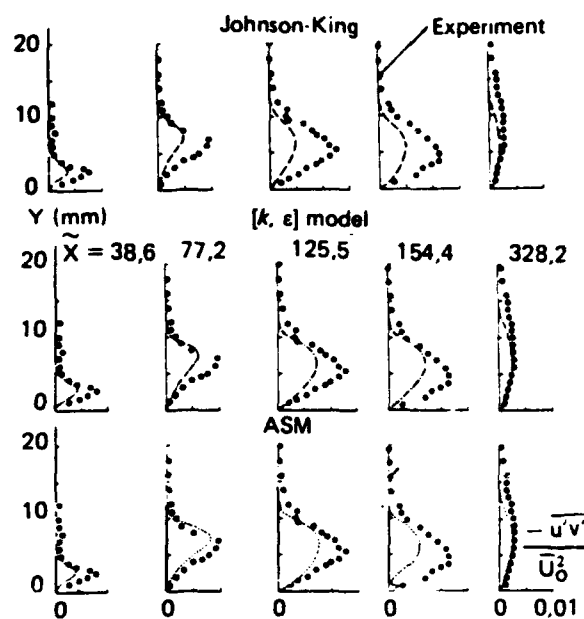 Johnson-King Experiment
20
10
0
Y (mm) [k, ε] model
X̃ = 38,6 77,2 125,5 154,4 328,2
20
10
0
ASM
20
10
0
- u'v'
U̅₀²
0 0 0 0 0 0,01